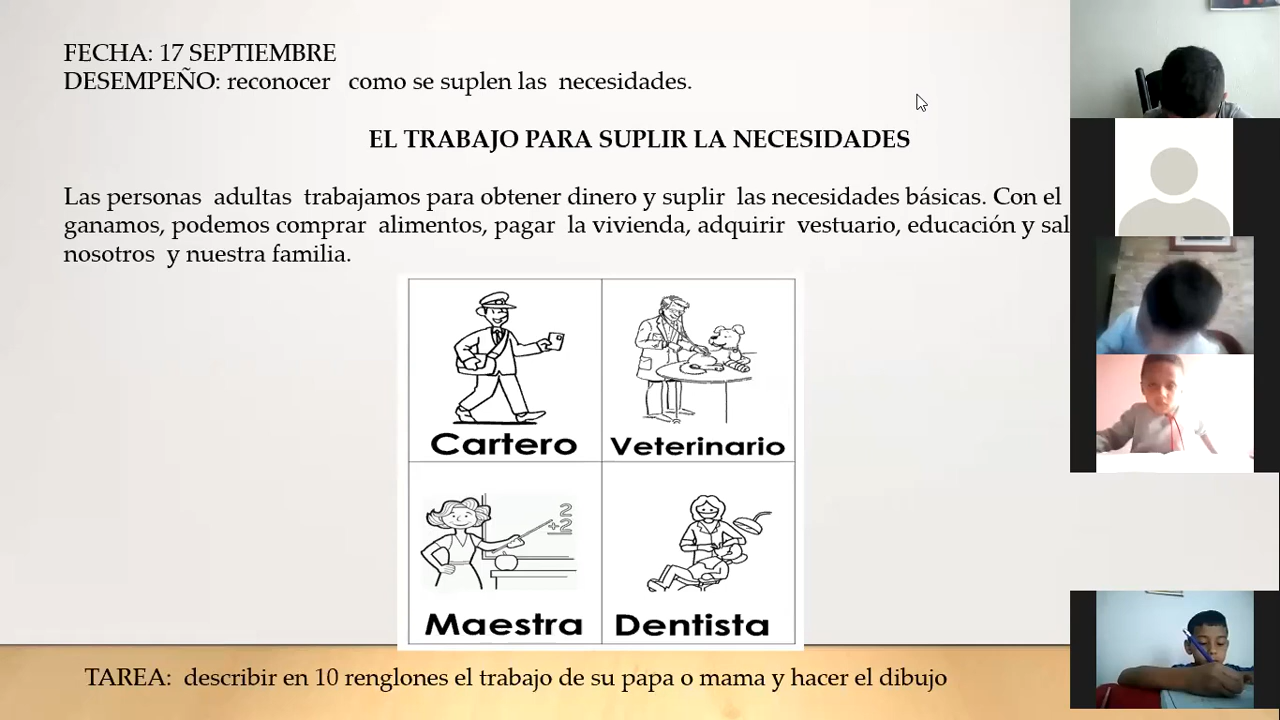 FECHA: 17 SEPTIEMBRE
DESEMPEÑO: reconocer como se suplen las necesidades.
EL TRABAJO PARA SUPLIR LA NECESIDADES
Las personas adultas trabajamos para obtener dinero y suplir las necesidades básicas. Con el
ganamos, podemos comprar alimentos, pagar la vivienda, adquirir vestuario, educación y sal
nosotros y nuestra familia.
Cartero
Veterinario
2
+2
Maestra
Dentista
TAREA: describir en 10 renglones el trabajo de su papa o mama y hacer el dibujo